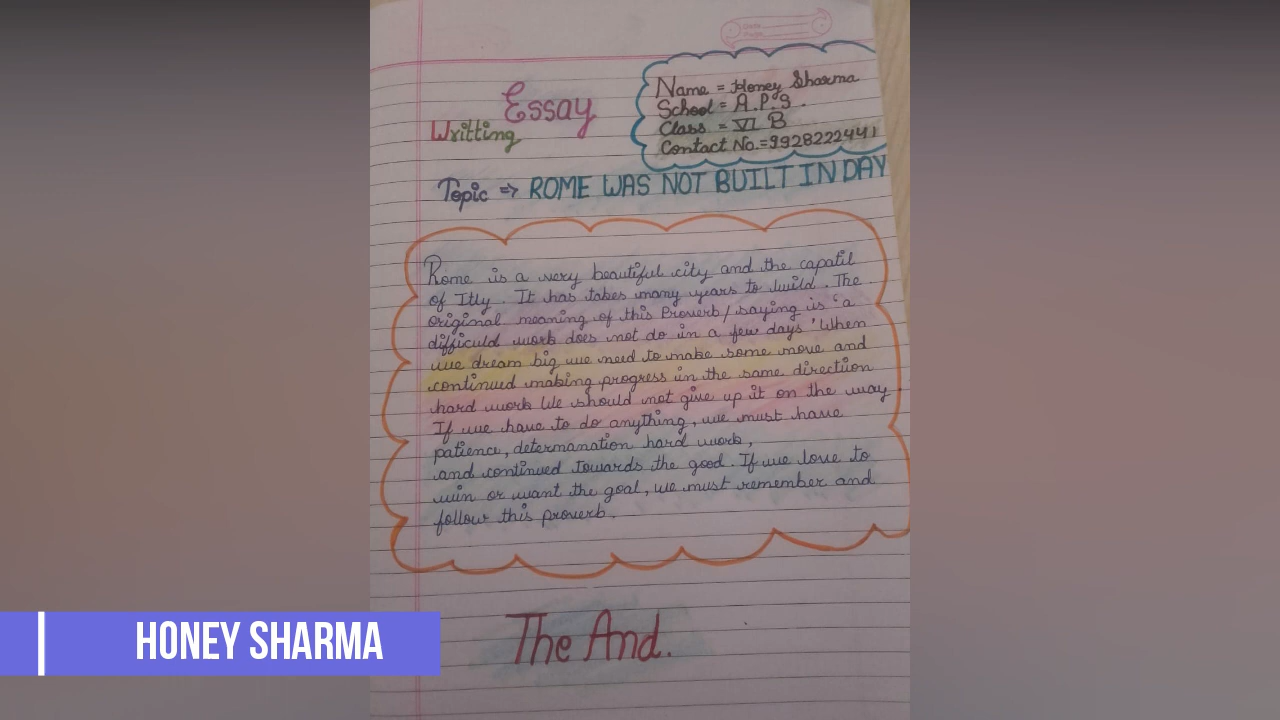 Essay
Writting
Name = Honey Sharma
School = A.P.S.
Class = VI B
Contact No.=9928222441
Topic => ROME WAS NOT BUILT IN DAY
Rome is a very beautiful city and the capatil
of Itly. It has takes many years to build. The
original meaning of this Proverb/saying is 'a
difficuld work does not do in a few days' When
we dream big we need to make some move and
continued making progress in the same direction
hard work We should not give up it on the way
If we have to do anything, we must have
patienc, determanation hard work,
and continued towards the good. If we love to
win or want the goal, we must remember and
follow this proverb.
The And.
HONEY SHARMA